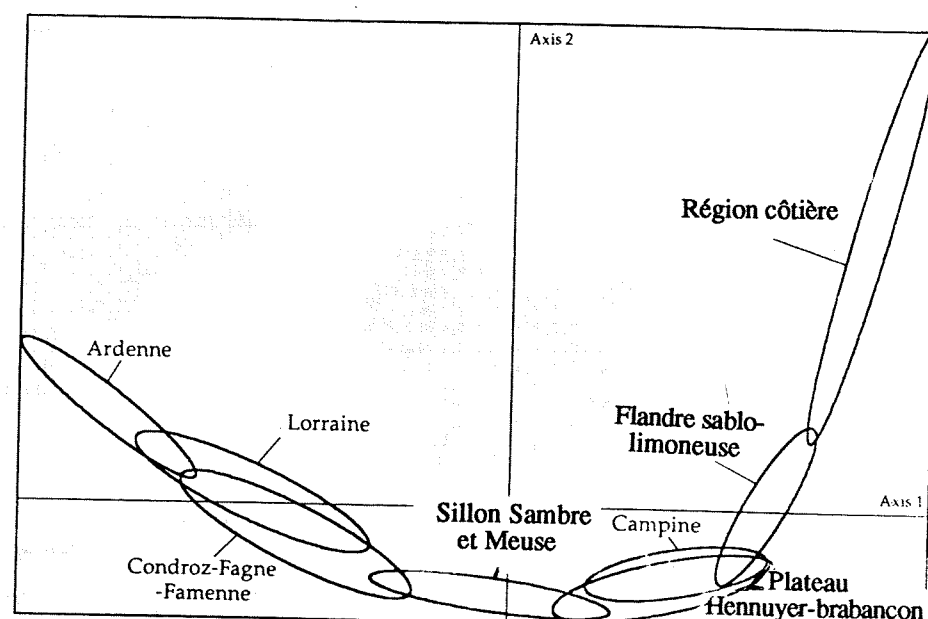 Axis 2
Région côtière
Ardenne
Lorraine
Flandre sablo-
limoneuse
Axis 1
Sillon Sambre
et Meuse
Campine
Condroz-Fagne
-Famenne
Plateau
Hennuyer-brabançon